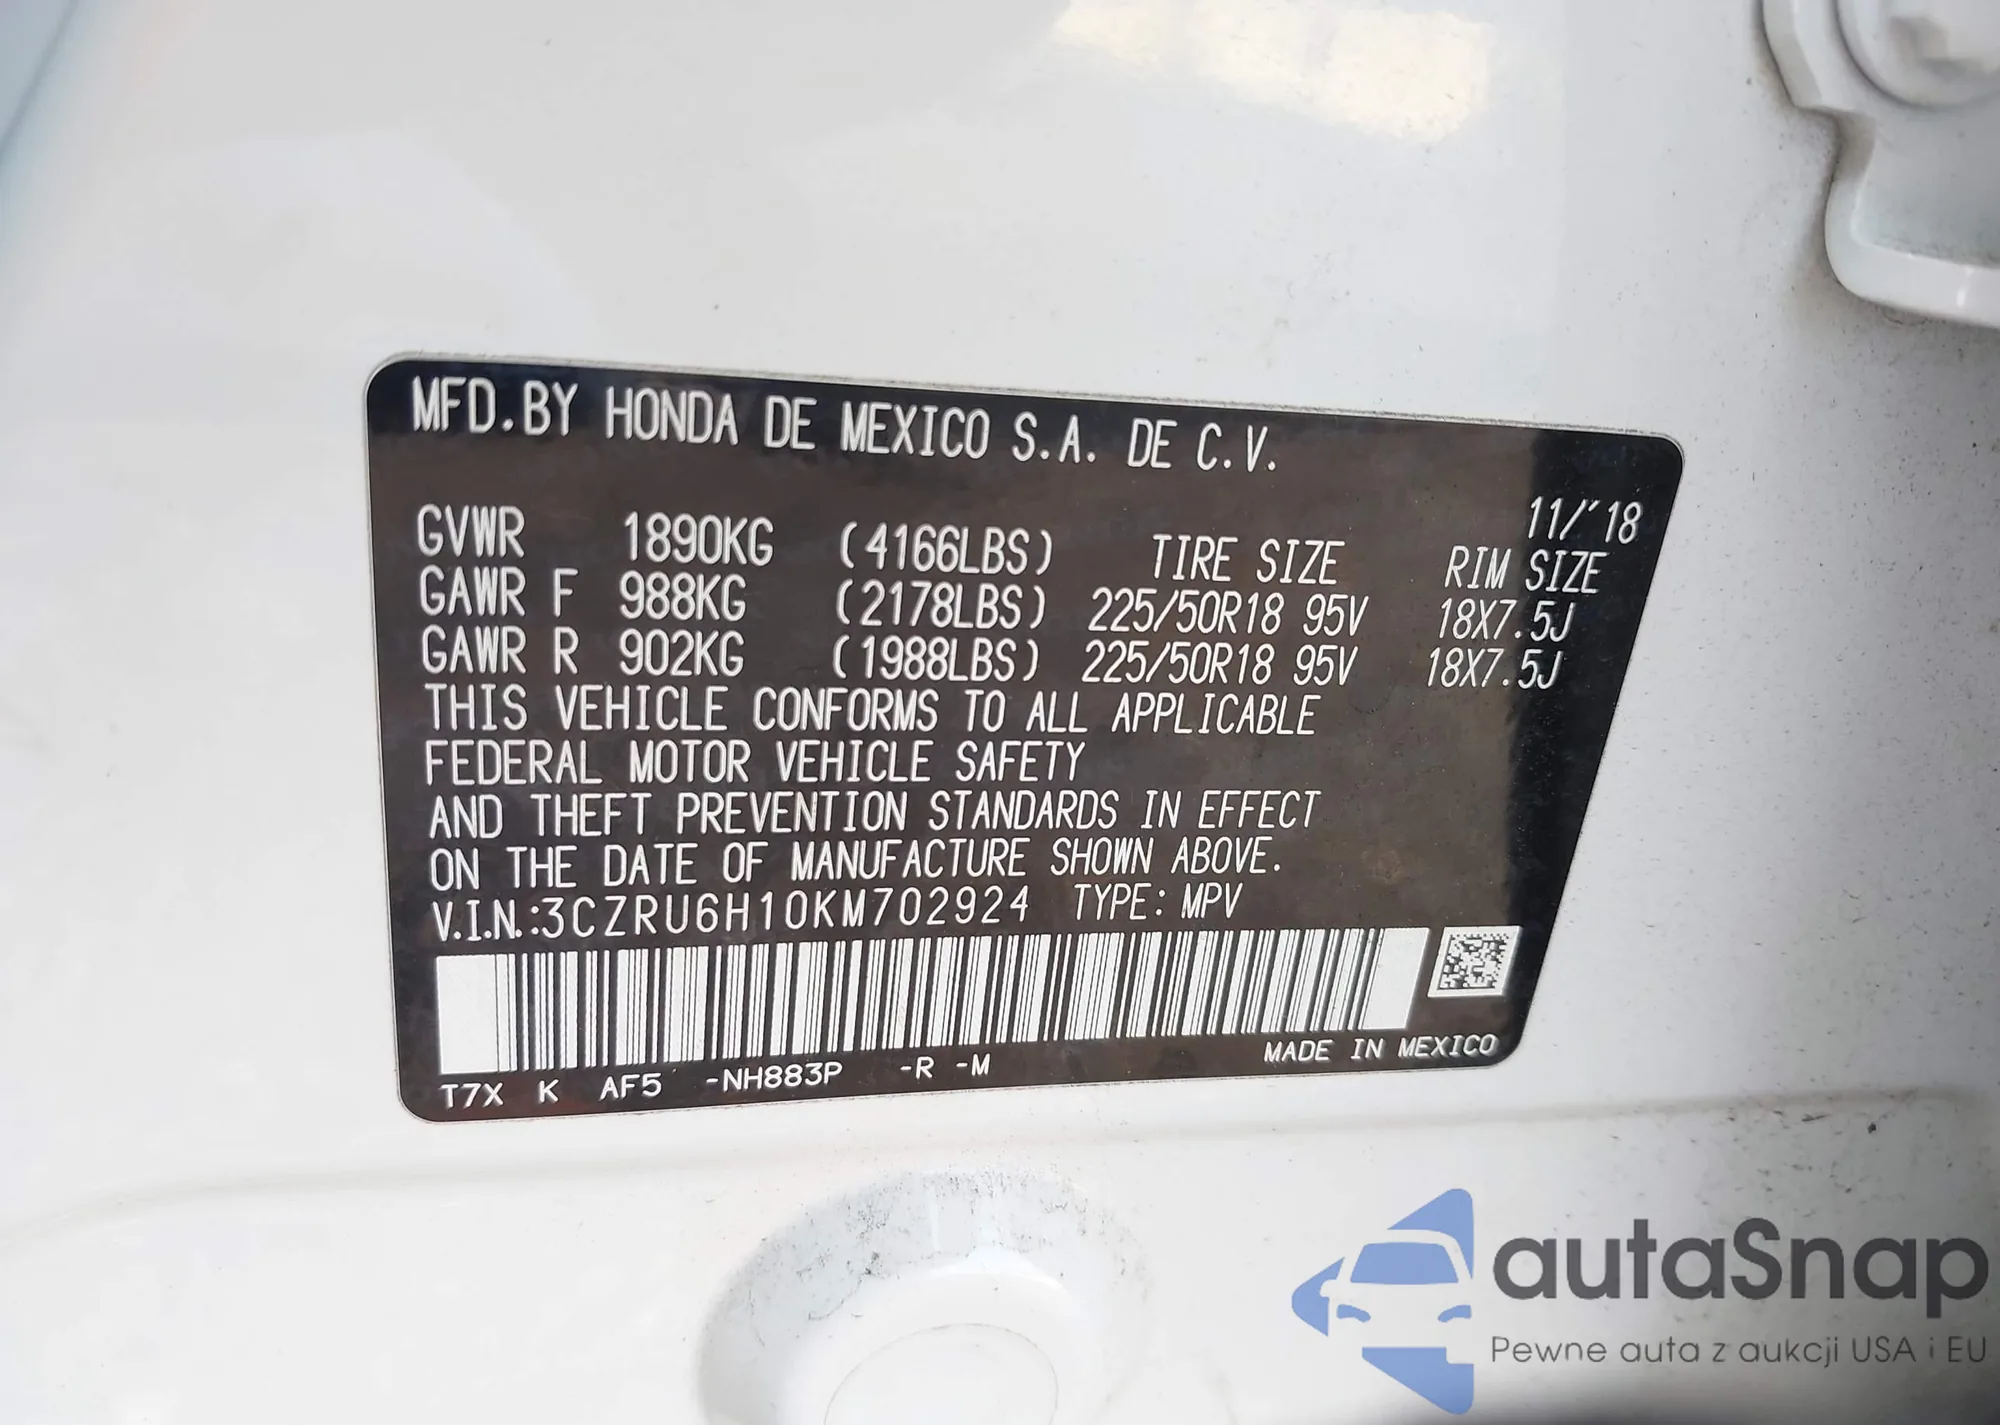 MFD.BY HONDA DE MEXICO S.A. DE C.V.
11/'18
GVWR 1890KG (4166LBS) TIRE SIZE RIM SIZE
GAWR F 988KG (2178LBS) 225/50R18 95V 18X7.5J
GAWR R 902KG (1988LBS) 225/50R18 95V 18X7.5J
THIS VEHICLE CONFORMS TO ALL APPLICABLE
FEDERAL MOTOR VEHICLE SAFETY
AND THEFT PREVENTION STANDARDS IN EFFECT
ON THE DATE OF MANUFACTURE SHOWN ABOVE.
V.I.N.:3CZRU6H10KM702924 TYPE: MPV
MADE IN MEXICO
T7X K AF5 -NH883P -R -M
autaSnap
Pewne auta z aukcji USA i EU